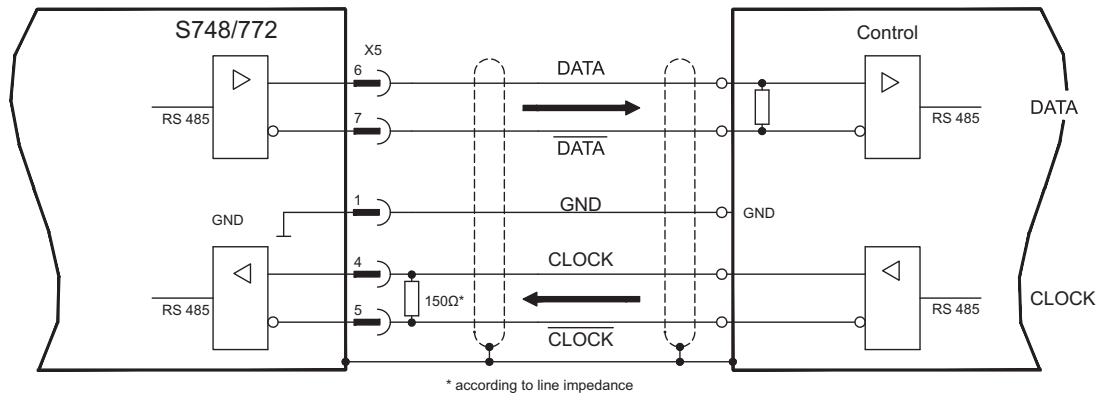 S748/772
X5
Control
6
DATA
RS 485
RS 485
DATA
7
DATA
1
GND
GND
GND
4
CLOCK
150Ω*
RS 485
RS 485
CLOCK
5
CLOCK
* according to line impedance